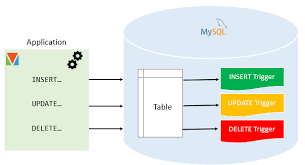 Application
MySQL
INSERT…
UPDATE…
DELETE…
Table
INSERT Trigger
UPDATE Trigger
DELETE Trigger